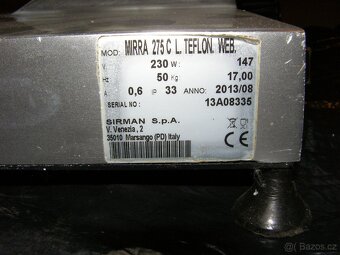 MOD: MIRRA 275 C L. TEFLON. WEB.
V 230 W 147
Hz 50 Kg 17,00
A 0,6 IP 33 ANNO: 2013/08
SERIAL NO: 13A08335
SIRMAN S.p.A.
V. Venezia, 2
35010 Marsango (PD) Italy
CE
Bazoš.cz